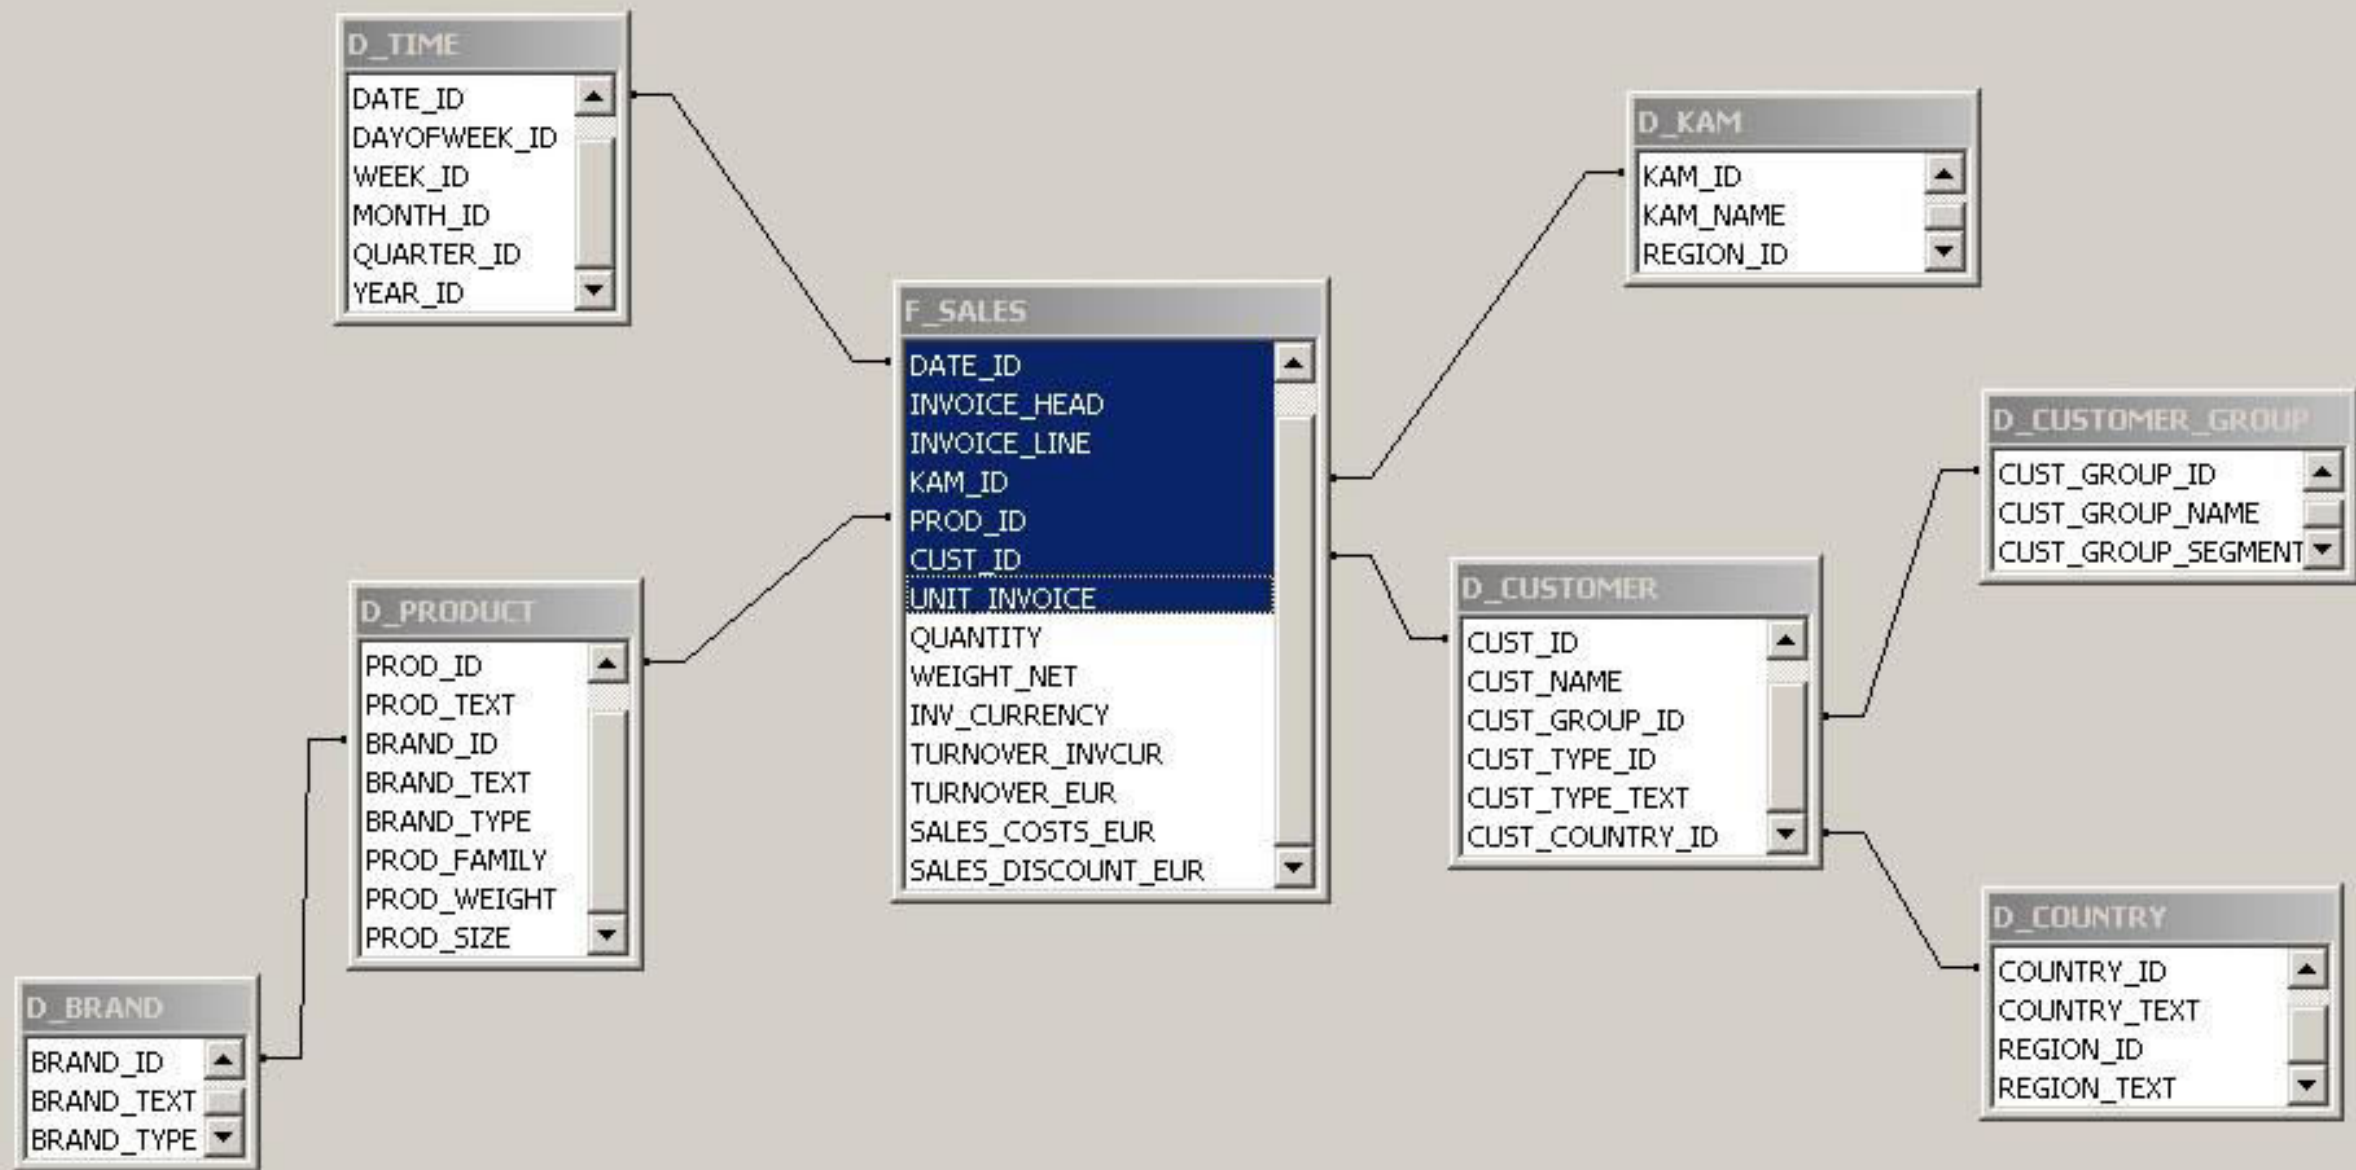 D_TIME
DATE_ID
DAYOFWEEK_ID
WEEK_ID
MONTH_ID
QUARTER_ID
YEAR_ID
D_KAM
KAM_ID
KAM_NAME
REGION_ID
F_SALES
DATE_ID
INVOICE_HEAD
INVOICE_LINE
KAM_ID
PROD_ID
CUST_ID
UNIT_INVOICE
QUANTITY
WEIGHT_NET
INV_CURRENCY
TURNOVER_INVCUR
TURNOVER_EUR
SALES_COSTS_EUR
SALES_DISCOUNT_EUR
D_CUSTOMER_GROUP
CUST_GROUP_ID
CUST_GROUP_NAME
CUST_GROUP_SEGMENT
D_PRODUCT
PROD_ID
PROD_TEXT
BRAND_ID
BRAND_TEXT
BRAND_TYPE
PROD_FAMILY
PROD_WEIGHT
PROD_SIZE
D_CUSTOMER
CUST_ID
CUST_NAME
CUST_GROUP_ID
CUST_TYPE_ID
CUST_TYPE_TEXT
CUST_COUNTRY_ID
D_BRAND
BRAND_ID
BRAND_TEXT
BRAND_TYPE
D_COUNTRY
COUNTRY_ID
COUNTRY_TEXT
REGION_ID
REGION_TEXT